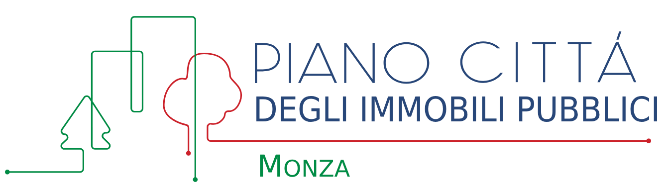 PIANO CITTÁ
DEGLI IMMOBILI PUBBLICI
MONZA